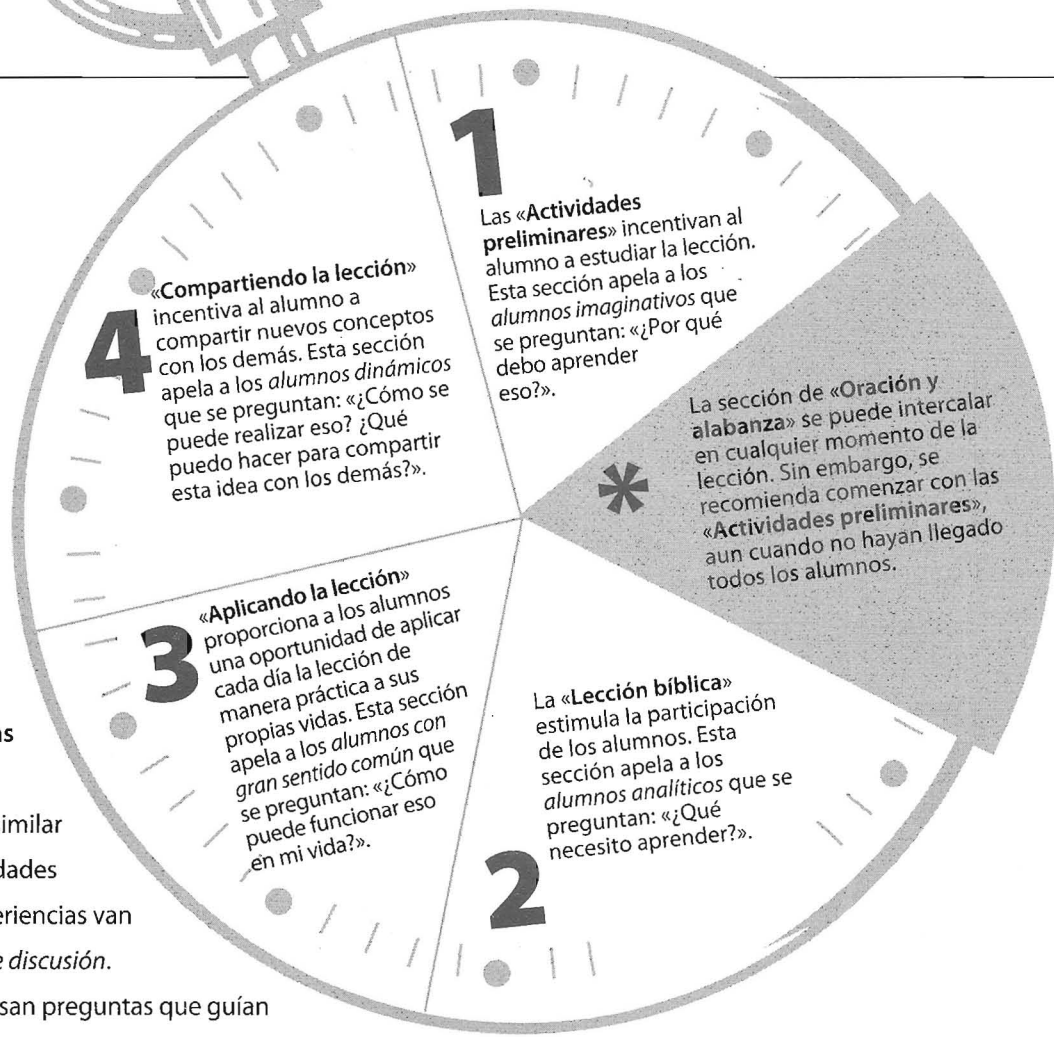 1
Las «Actividades
preliminares» incentivan al
alumno a estudiar la lección.
Esta sección apela a los
alumnos imaginativos que
se preguntan: «¿Por qué
debo aprender
eso?».
*
La sección de «Oración y
alabanza» se puede intercalar
en cualquier momento de la
lección. Sin embargo, se
recomienda comenzar con las
«Actividades preliminares»,
aun cuando no hayan llegado
todos los alumnos.
2
La «Lección bíblica»
estimula la participación
de los alumnos. Esta
sección apela a los
alumnos analíticos que se
preguntan: «¿Qué
necesito aprender?».
3
«Aplicando la lección»
proporciona a los alumnos
una oportunidad de aplicar
cada día la lección de
manera práctica a sus
propias vidas. Esta sección
apela a los alumnos con
gran sentido común que
se preguntan: «¿Cómo
puede funcionar eso
en mi vida?».
4
«Compartiendo la lección»
incentiva al alumno a
compartir nuevos conceptos
con los demás. Esta sección
apela a los alumnos dinámicos
que se preguntan: «¿Cómo se
puede realizar eso? ¿Qué
puedo hacer para compartir
esta idea con los demás?».
as
imilar
dades
eriencias van
e discusión.
san preguntas que guían